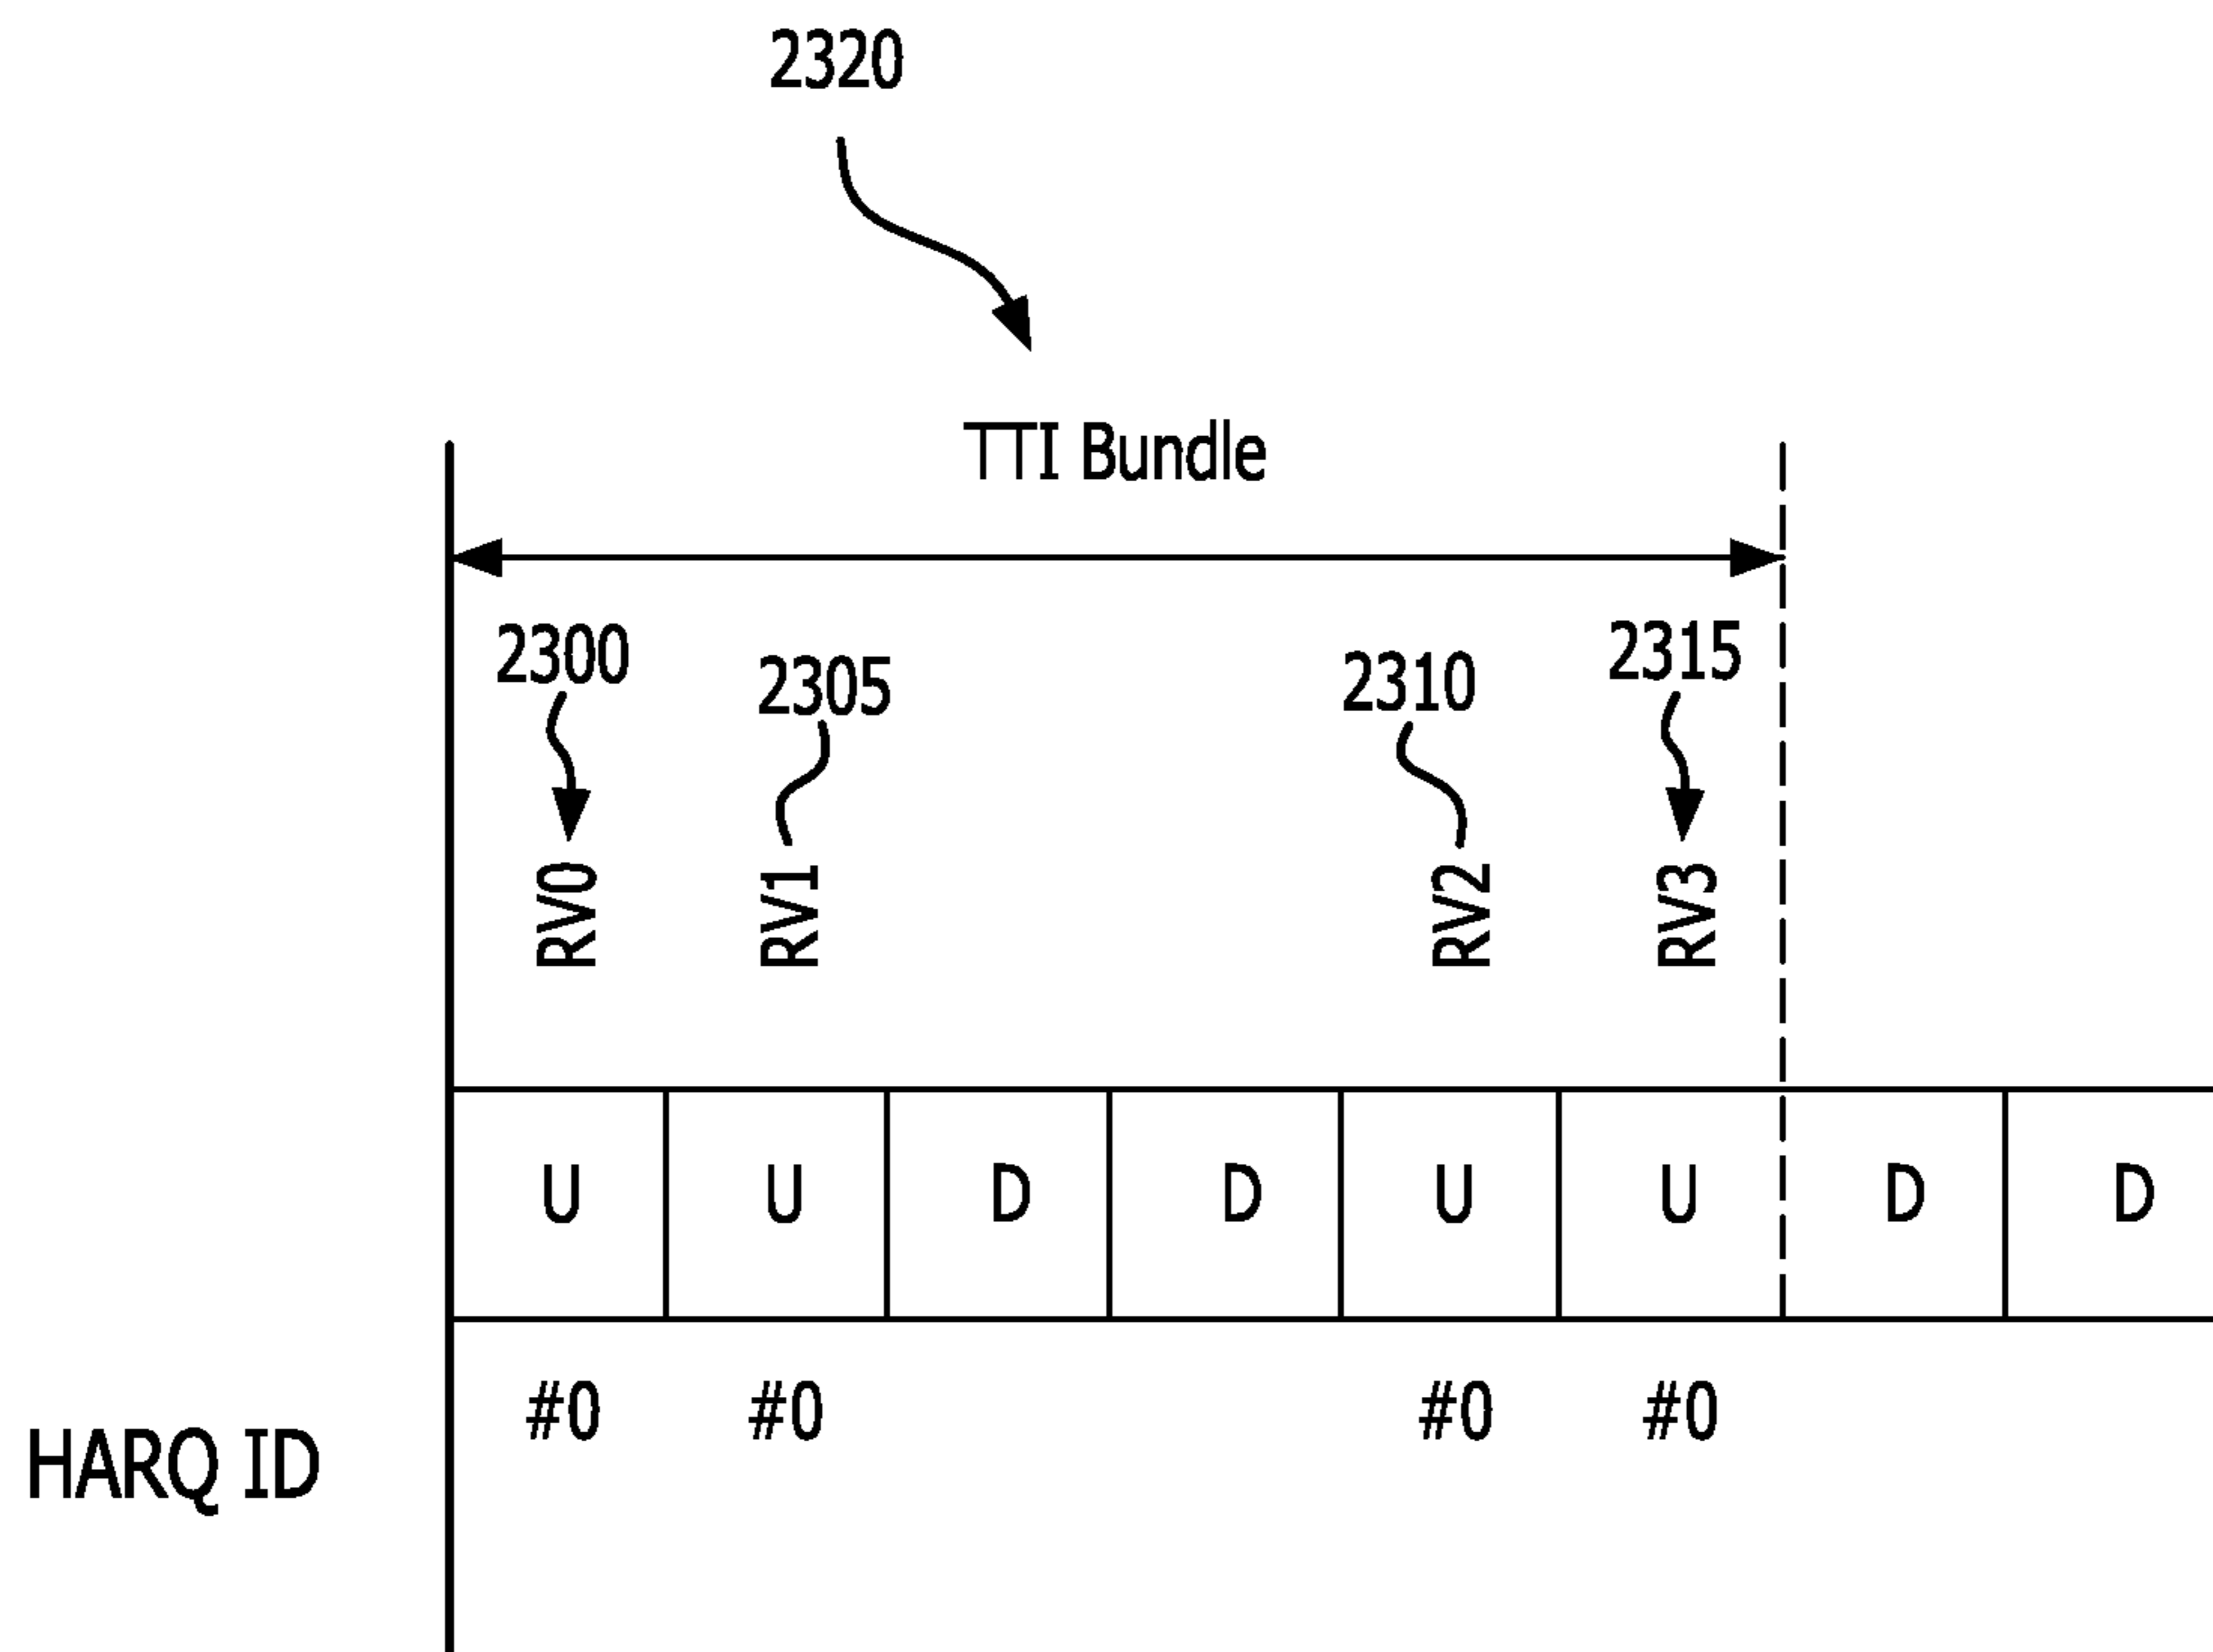 2320
TTI Bundle
2300 2305 2310 2315
RV0 RV1 RV2 RV3
U U D D U U D D
#0 #0 #0 #0
HARQ ID